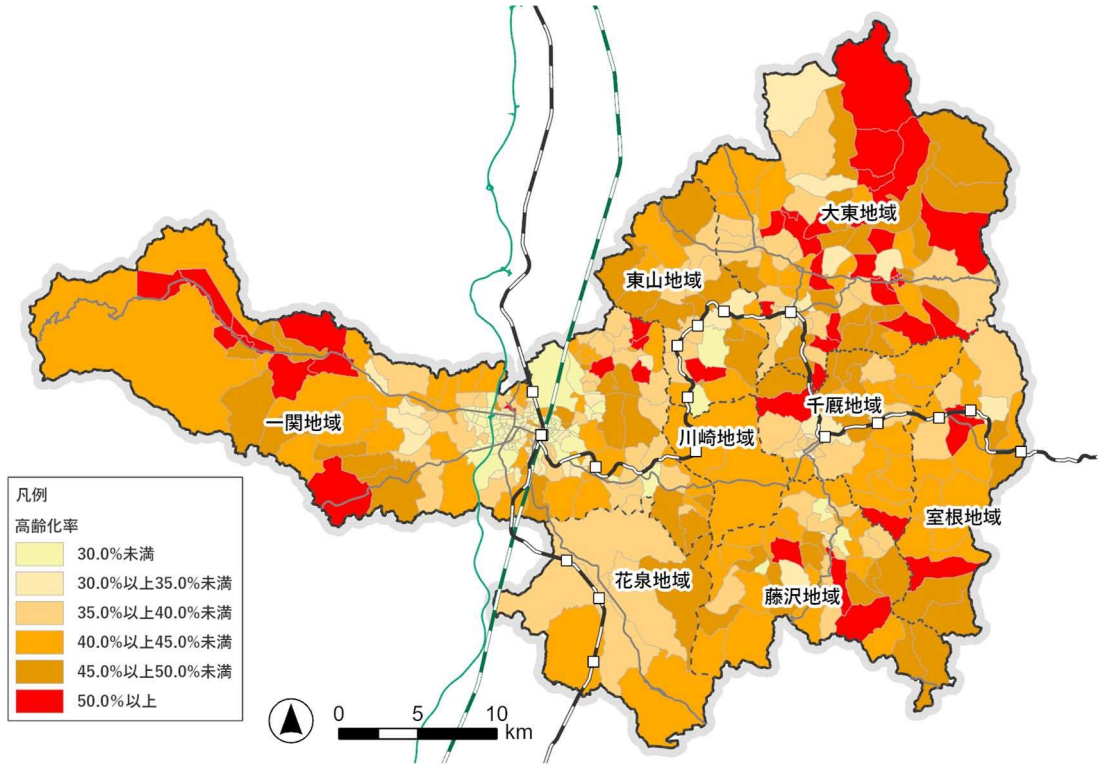 大東地域
東山地域
千厩地域
一関地域
川崎地域
室根地域
花泉地域
藤沢地域
凡例
高齢化率
30.0%未満
30.0%以上35.0%未満
35.0%以上40.0%未満
40.0%以上45.0%未満
45.0%以上50.0%未満
50.0%以上
0 5 10
km